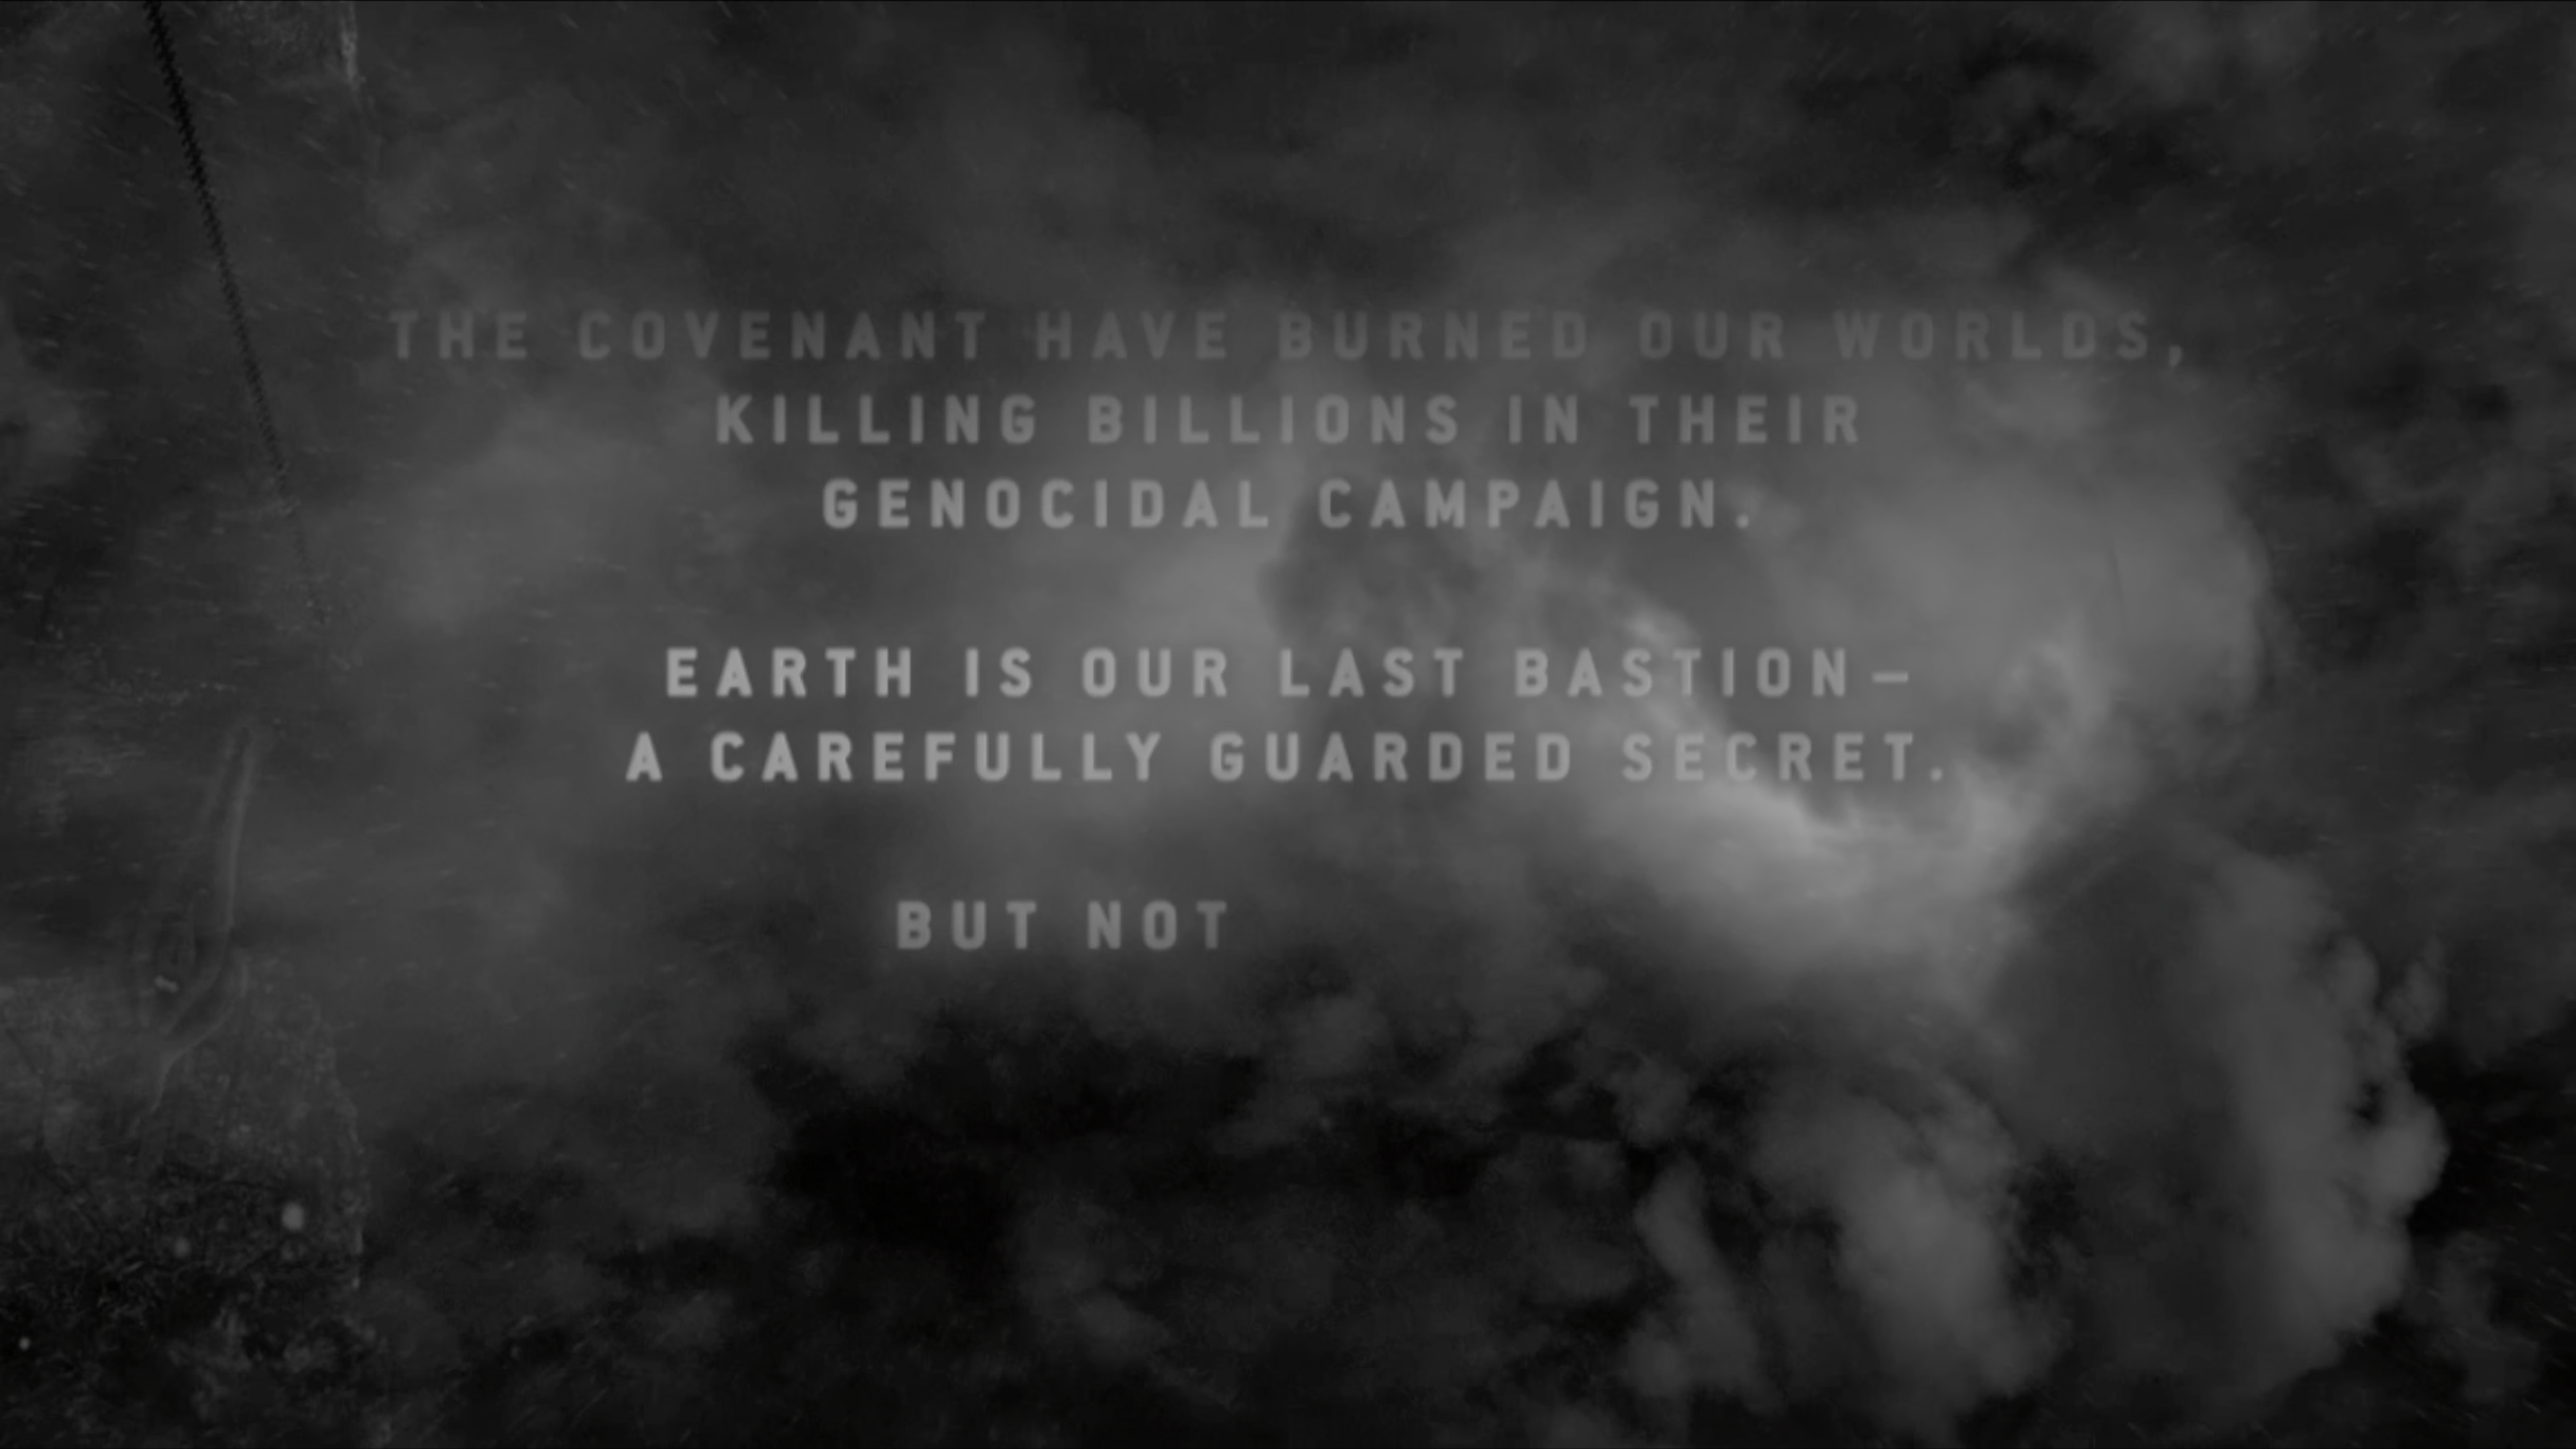 THE COVENANT HAVE BURNED OUR WORLDS,
KILLING BILLIONS IN THEIR
GENOCIDAL CAMPAIGN.
EARTH IS OUR LAST BASTION–
A CAREFULLY GUARDED SECRET.
BUT NOT